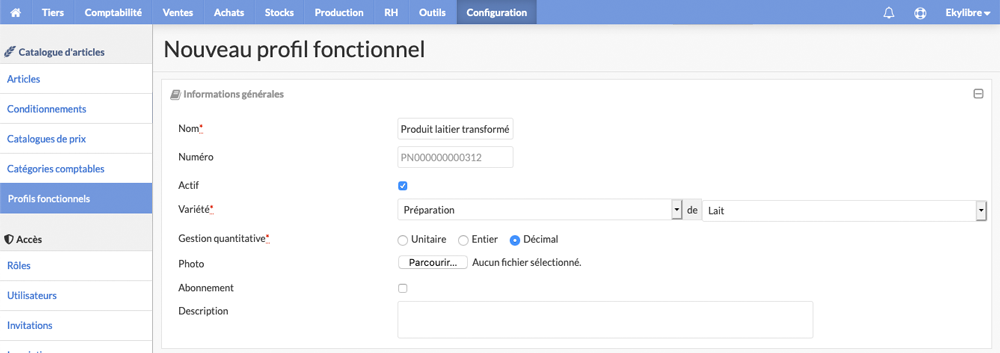 Tiers Comptabilité Ventes Achats Stocks Production RH Outils Configuration Ekylibre
Catalogue d'articles
Articles
Conditionnements
Catalogues de prix
Catégories comptables
Profils fonctionnels
Accès
Rôles
Utilisateurs
Invitations
Nouveau profil fonctionnel
Informations générales
Nom* Produit laitier transformé
Numéro PN000000000312
Actif
Variété* Préparation de Lait
Gestion quantitative* Unitaire Entier Décimal
Photo Parcourir... Aucun fichier sélectionné.
Abonnement
Description